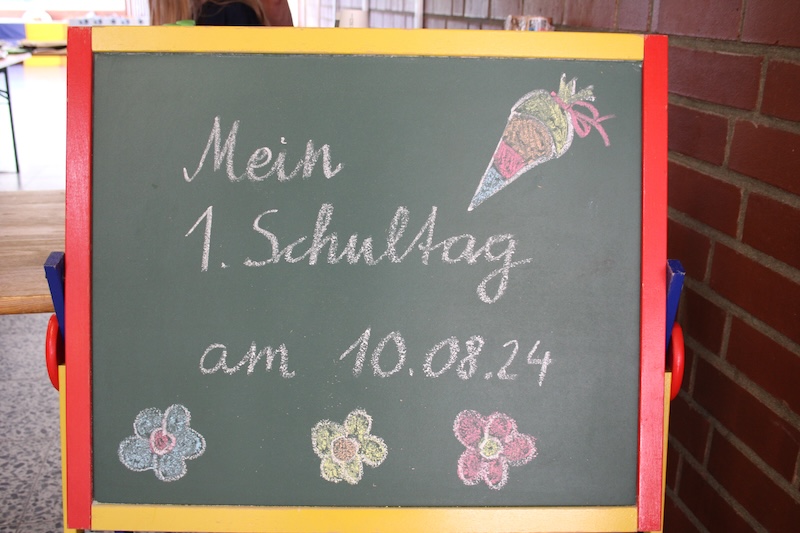 Mein
1. Schultag
am 10.08.24